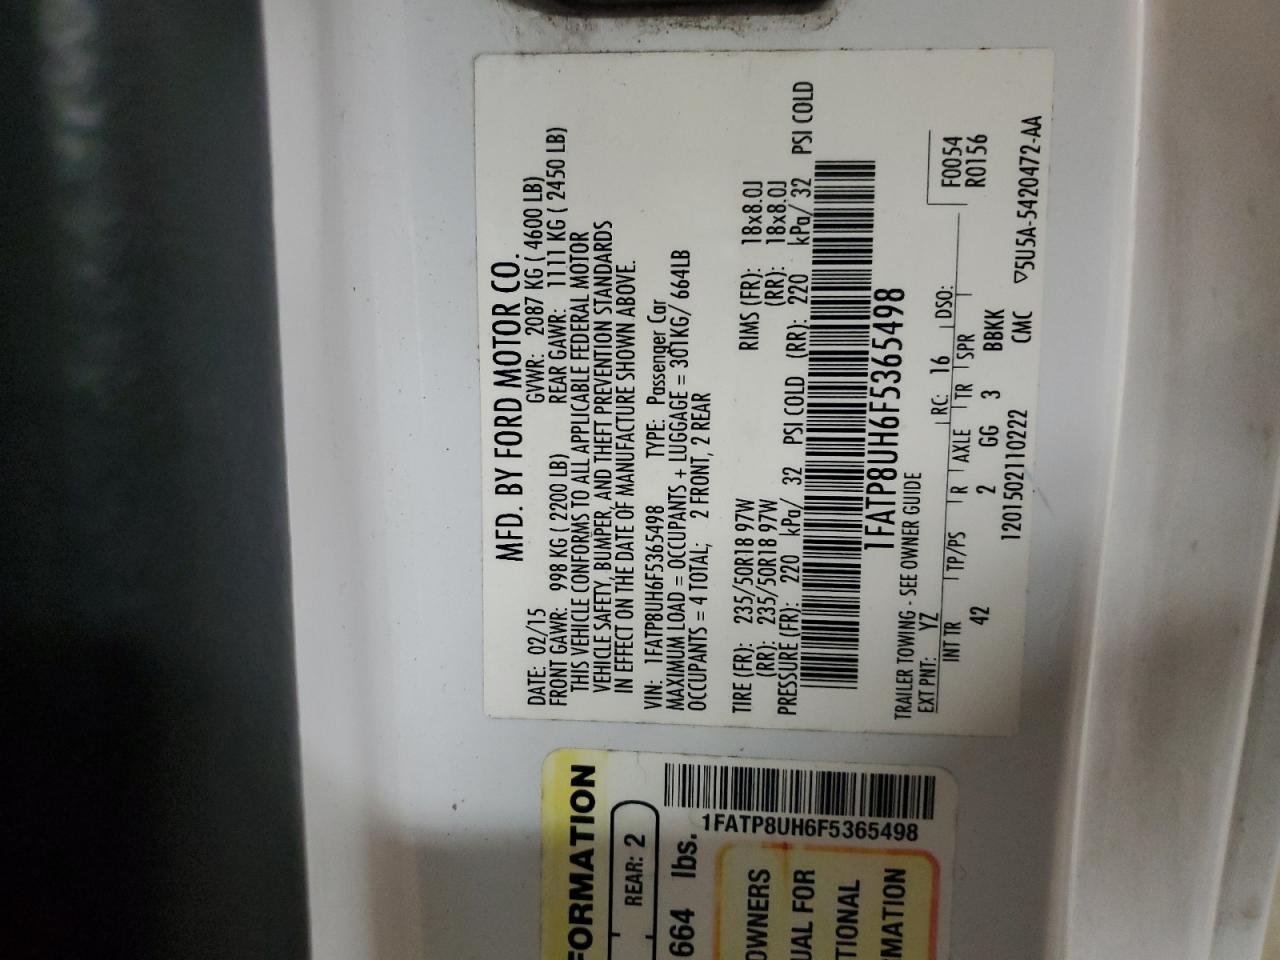 MFD. BY FORD MOTOR CO.
DATE: 02/15 GVWR: 2087 KG ( 4600 LB)
FRONT GAWR: 998 KG ( 2200 LB) REAR GAWR: 1111 KG ( 2450 LB)
THIS VEHICLE CONFORMS TO ALL APPLICABLE FEDERAL MOTOR
VEHICLE SAFETY, BUMPER, AND THEFT PREVENTION STANDARDS
IN EFFECT ON THE DATE OF MANUFACTURE SHOWN ABOVE.
VIN: 1FATP8UH6F5365498 TYPE: Passenger Car
MAXIMUM LOAD = OCCUPANTS + LUGGAGE = 301KG/ 664LB
OCCUPANTS = 4 TOTAL; 2 FRONT, 2 REAR
TIRE (FR): 235/50R18 97W RIMS (FR): 18x8.0J
(RR): 235/50R18 97W (RR): 18x8.0J
PRESSURE (FR): 220 kPa/ 32 PSI COLD (RR): 220 kPa/ 32 PSI COLD
1FATP8UH6F5365498
TRAILER TOWING - SEE OWNER GUIDE
EXT PNT: YZ RC: 16 DSO: F0054
R0156
INT TR TP/PS R AXLE TR SPR
42 2 GG 3 BBKK
1201502110222 CMC ▽5U5A-5420472-AA
FORMATION
REAR: 2
664 lbs.
1FATP8UH6F5365498
OWNERS
UAL FOR
TIONAL
RMATION